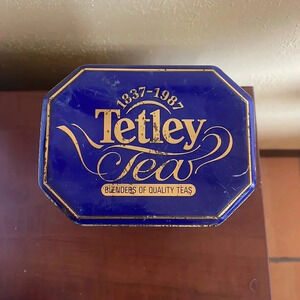 1837-1987
Tetley
Tea
BLENDERS OF QUALITY TEAS